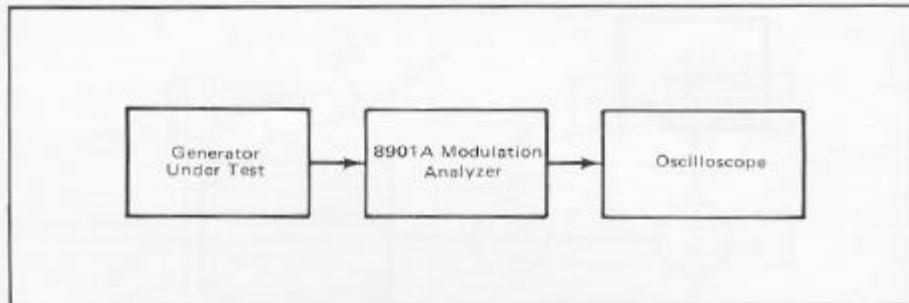 Generator
Under Test
8901A Modulation
Analyzer
Oscilloscope